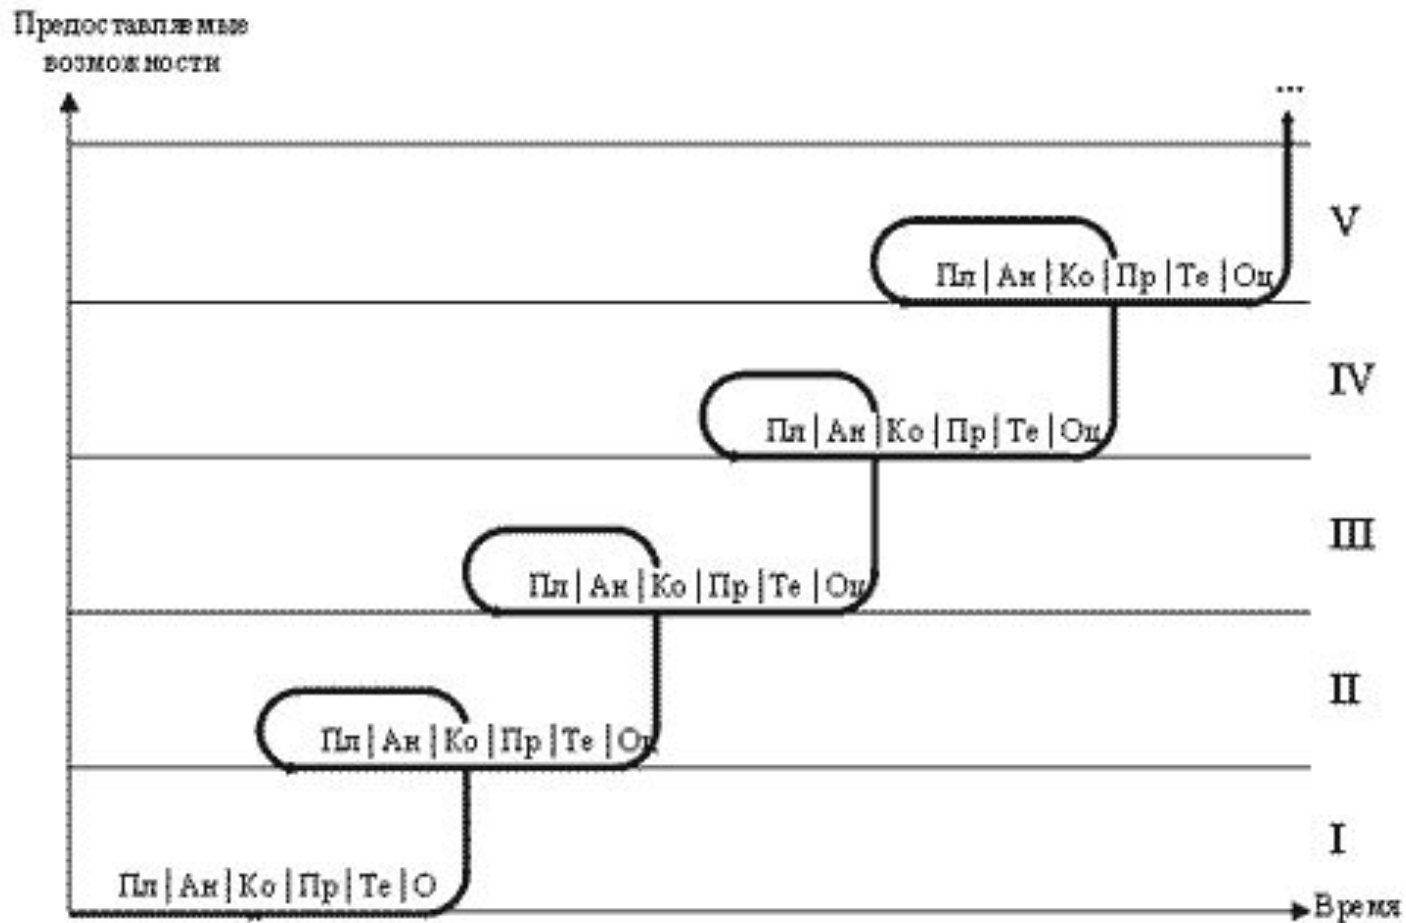 Предоставляемые
возможности
...
V
Пл|Ан|Ко|Пр|Те|Оц
IV
Пл|Ан|Ко|Пр|Те|Оц
III
Пл|Ан|Ко|Пр|Те|Оц
II
Пл|Ан|Ко|Пр|Те|Оц
I
Пл|Ан|Ко|Пр|Те|О
Время